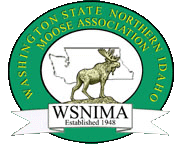 WASHINGTON STATE NORTHERN IDAHO
MOOSE ASSOCIATION
WSNIMA
Established 1948